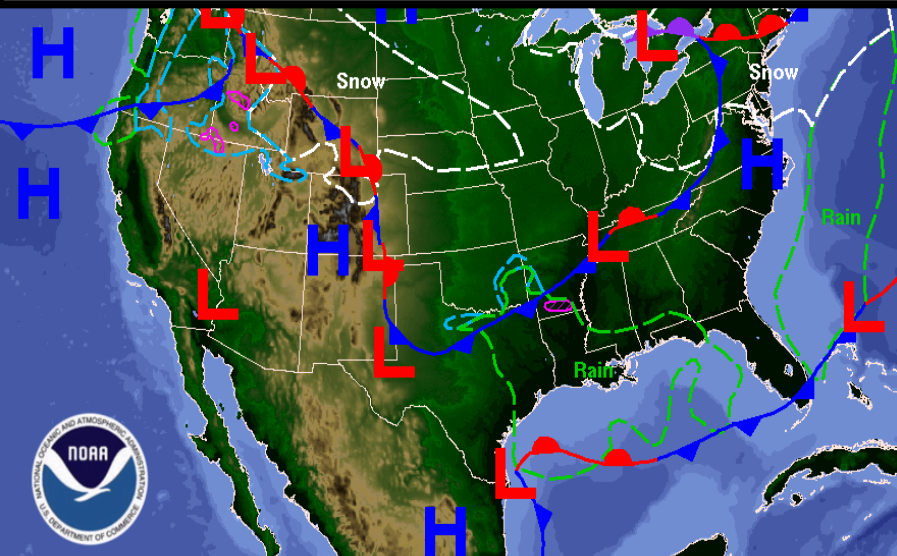 L
H
L
L
H
Snow
Snow
L
H
H
Rain
L
L
H
L
L
L
Rain
L
NATIONAL OCEANIC AND ATMOSPHERIC ADMINISTRATION
NOAA
U.S. DEPARTMENT OF COMMERCE
L
H